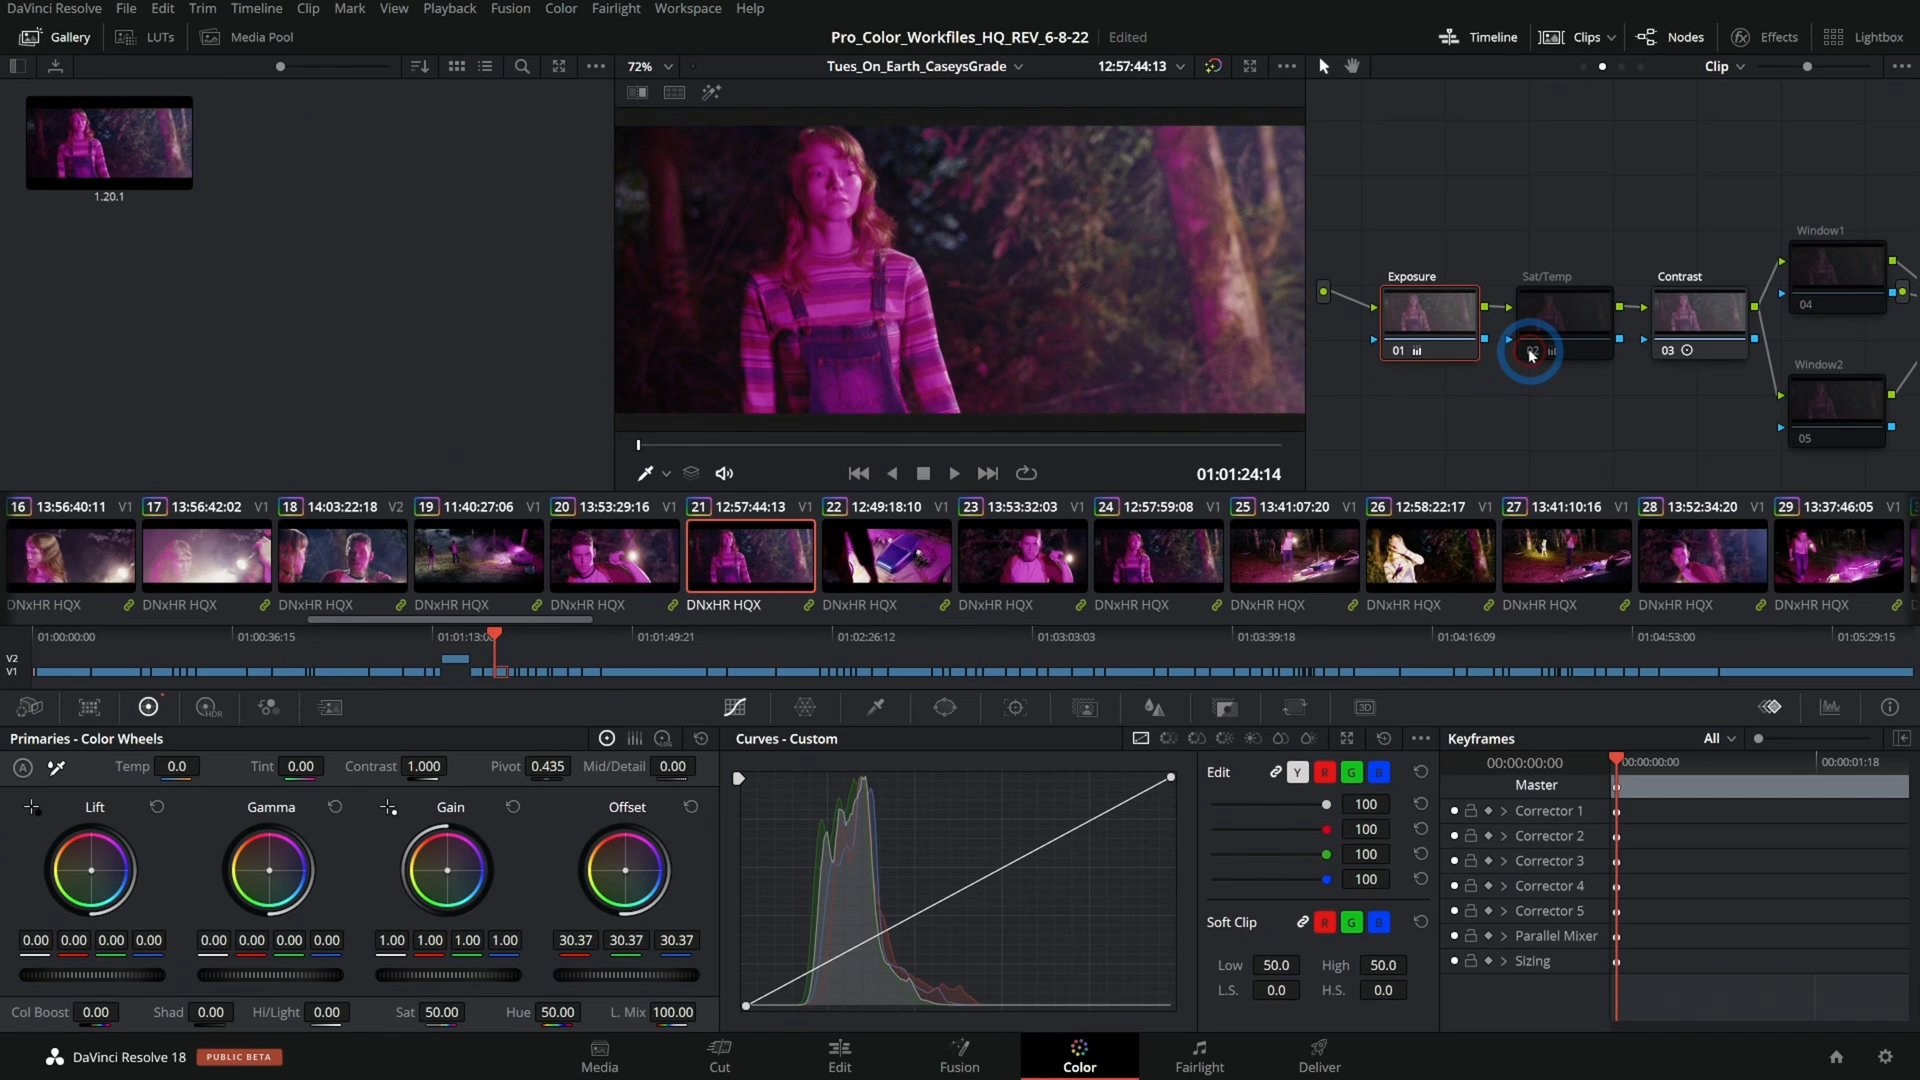 DaVinci Resolve File Edit Trim Timeline Clip Mark View Playback Fusion Color Fairlight Workspace Help
Gallery LUTs Media Pool Pro_Color_Workfiles_HQ_REV_6-8-22 Edited Timeline Clips Nodes Effects Lightbox
72% Tues_On_Earth_CaseysGrade 12:57:44:13 Clip
1.20.1
Window1
Exposure Sat/Temp Contrast
04
01 02 03
Window2
05
01:01:24:14
16 13:56:40:11 V1 17 13:56:42:02 V1 18 14:03:22:18 V2 19 11:40:27:06 V1 20 13:53:29:16 V1 21 12:57:44:13 V1 22 12:49:18:10 V1 23 13:53:32:03 V1 24 12:57:59:08 V1 25 13:41:07:20 V1 26 12:58:22:17 V1 27 13:41:10:16 V1 28 13:52:34:20 V1 29 13:37:46:05 V1
DNxHR HQX DNxHR HQX DNxHR HQX DNxHR HQX DNxHR HQX DNxHR HQX DNxHR HQX DNxHR HQX DNxHR HQX DNxHR HQX DNxHR HQX DNxHR HQX DNxHR HQX DNxHR HQX
01:00:00:00 01:00:36:15 01:01:13:0 01:01:49:21 01:02:26:12 01:03:03:03 01:03:39:18 01:04:16:09 01:04:53:00 01:05:29:15
V2
V1
HDR 3D
Primaries - Color Wheels LOG Curves - Custom Keyframes All
A Temp 0.0 Tint 0.00 Contrast 1.000 Pivot 0.435 Mid/Detail 0.00 Edit Y R G B 00:00:00:00 00:00:00:00 00:00:01:18
Master
Lift Gamma Gain Offset 100 Corrector 1
100 Corrector 2
100 Corrector 3
100 Corrector 4
Soft Clip R G B Corrector 5
0.00 0.00 0.00 0.00 0.00 0.00 0.00 0.00 1.00 1.00 1.00 1.00 30.37 30.37 30.37 Parallel Mixer
Low 50.0 High 50.0 Sizing
L.S. 0.0 H.S. 0.0
Col Boost 0.00 Shad 0.00 Hi/Light 0.00 Sat 50.00 Hue 50.00 L. Mix 100.00
DaVinci Resolve 18 PUBLIC BETA Media Cut Edit Fusion Color Fairlight Deliver